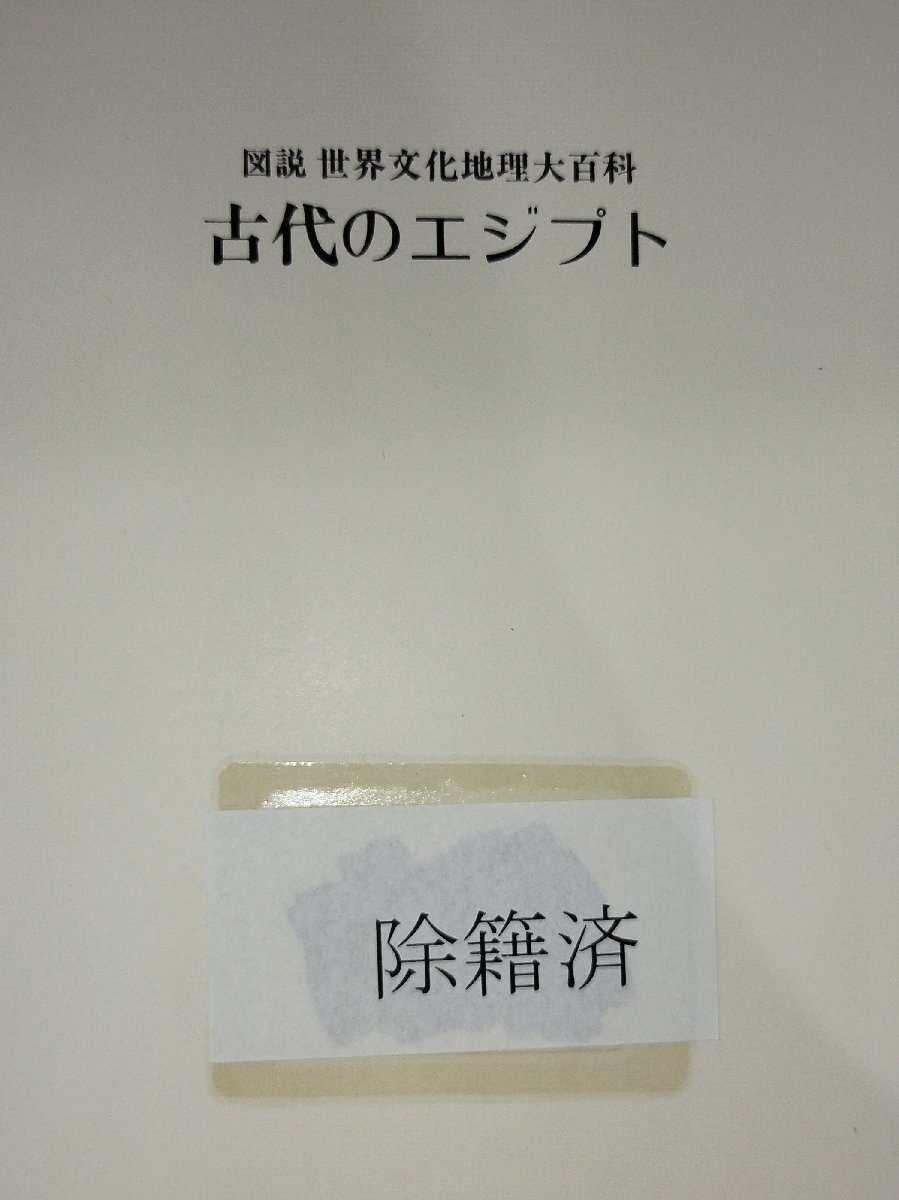 図説 世界文化地理大百科
古代のエジプト
除籍済